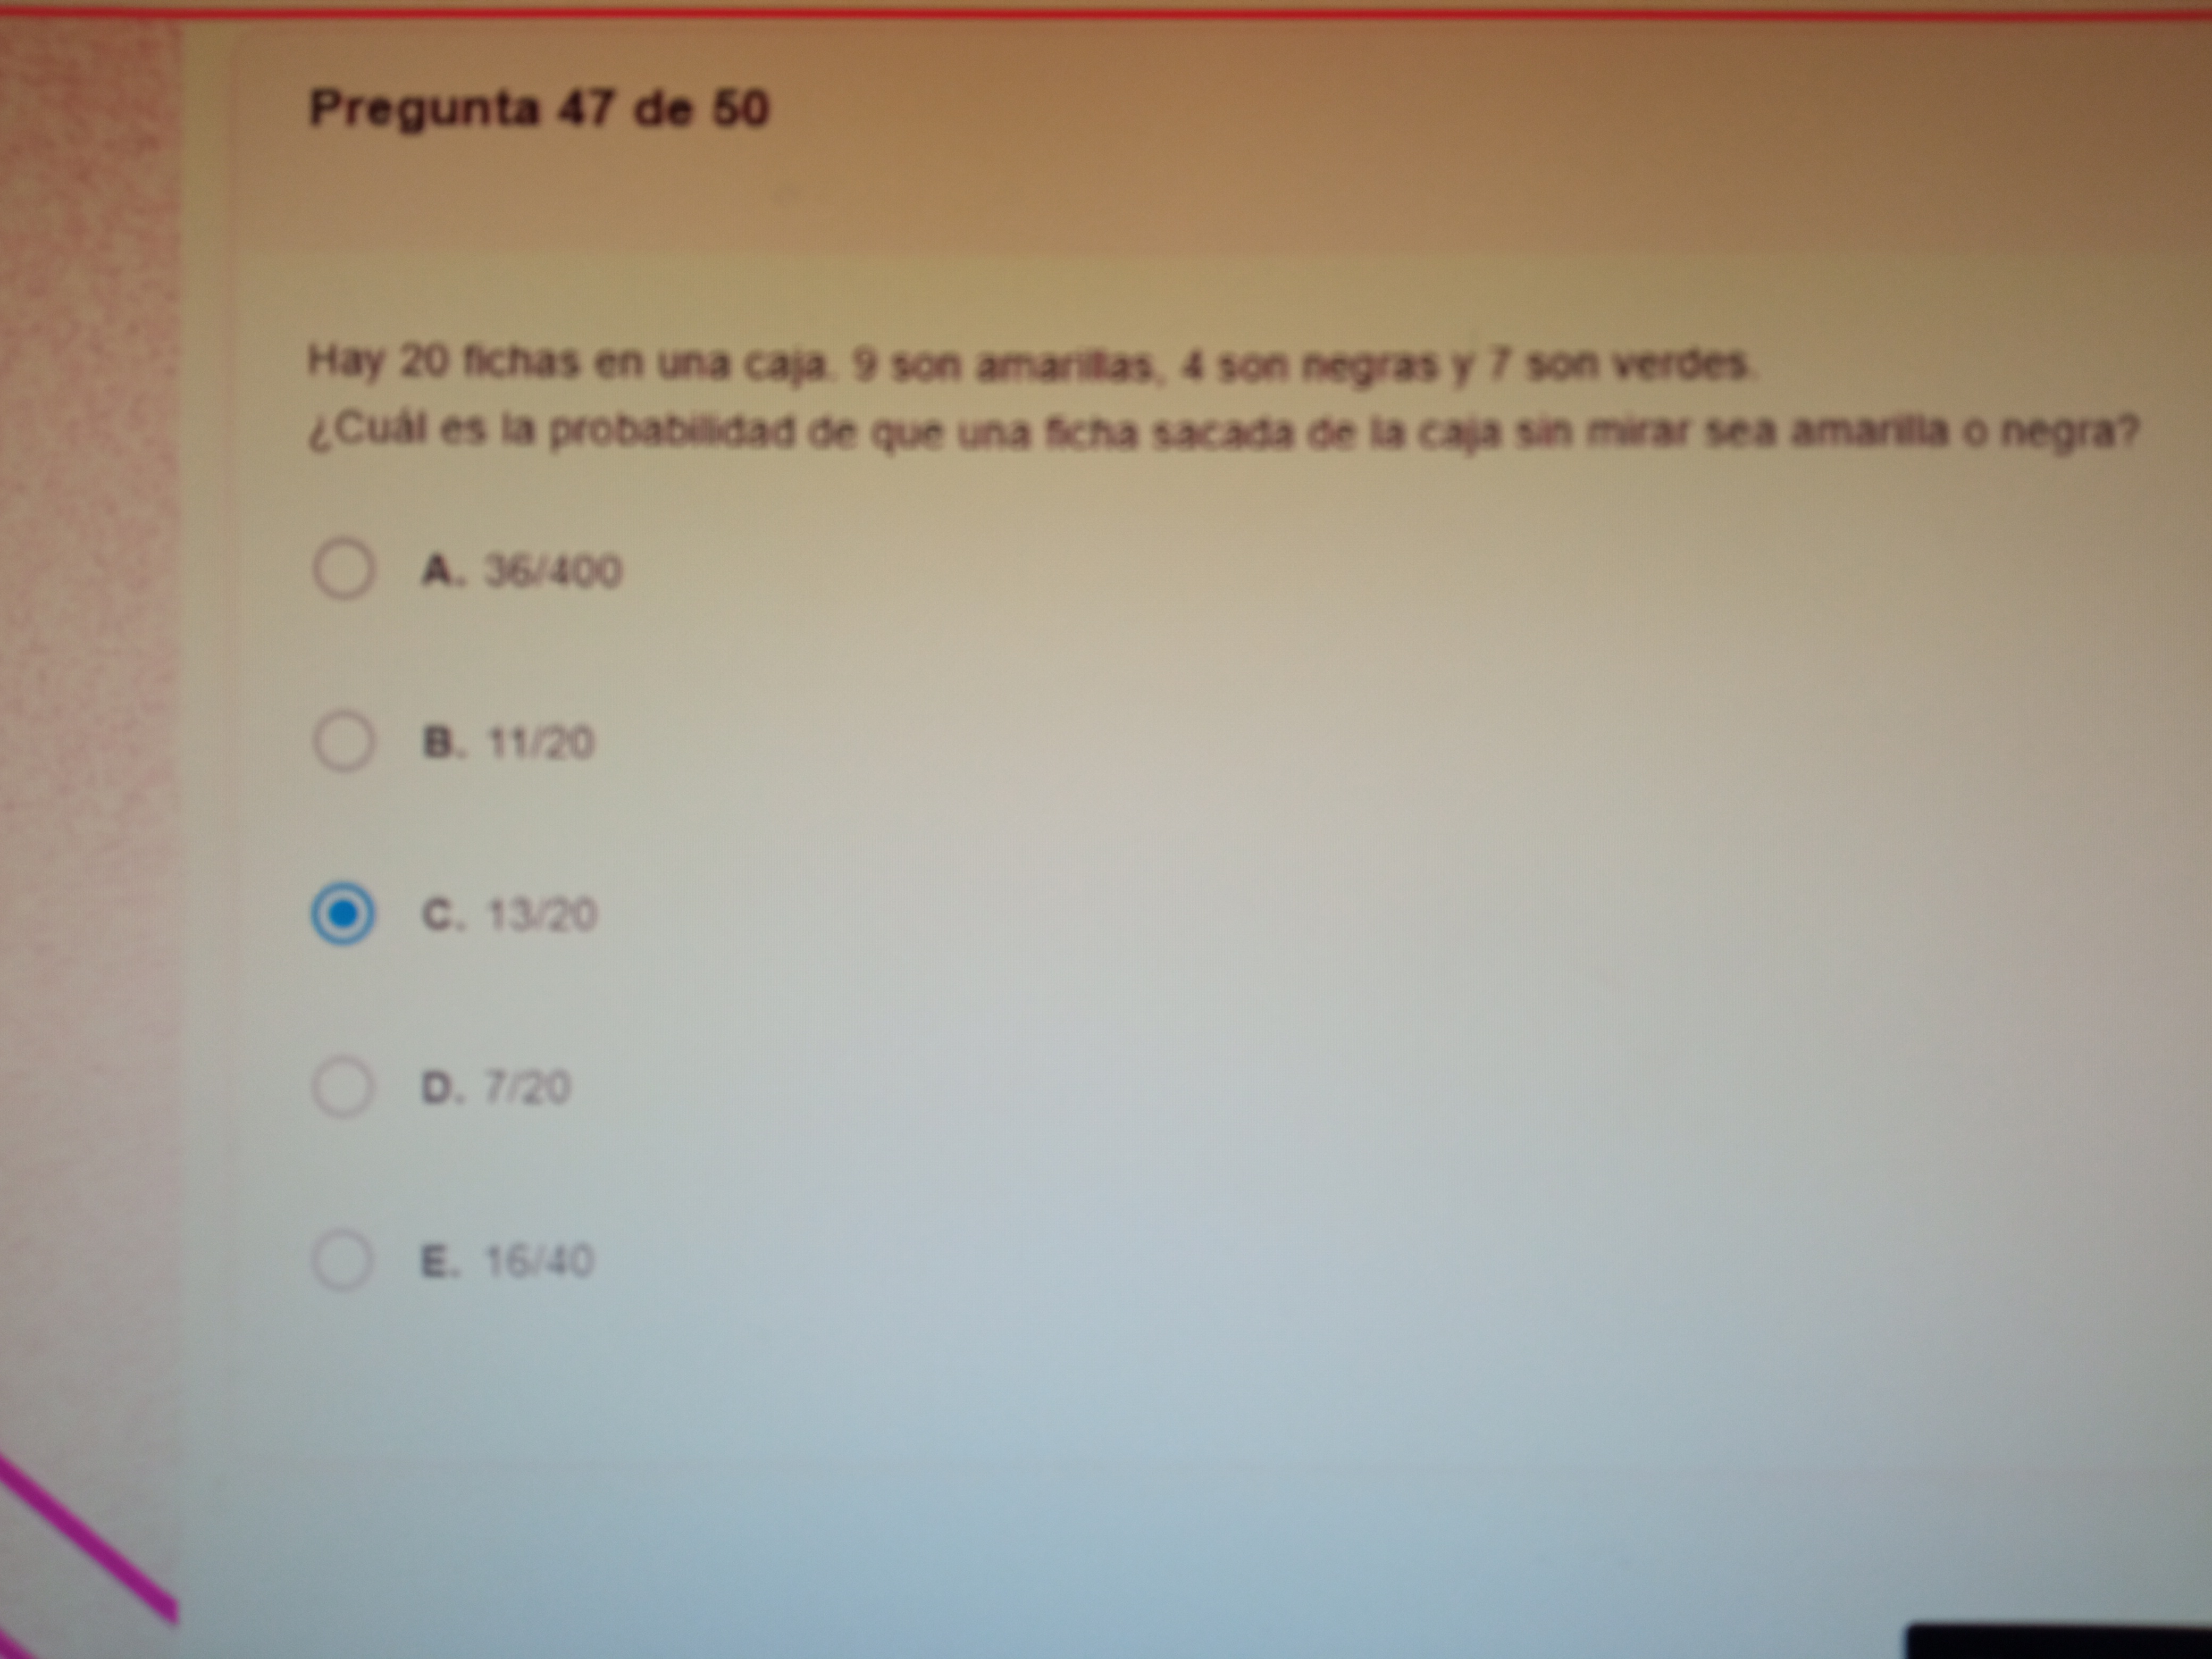 Pregunta 47 de 50
Hay 20 fichas en una caja. 9 son amarillas, 4 son negras y 7 son verdes.
¿Cuál es la probabilidad de que una ficha sacada de la caja sin mirar sea amarilla o negra?
A. 36/400
B. 11/20
C. 13/20
D. 7/20
E. 16/40